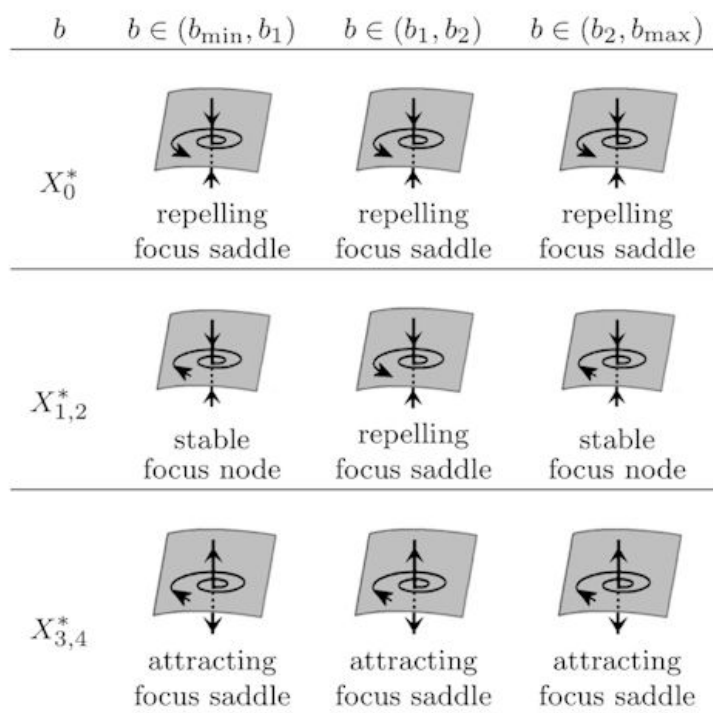 b b ∈ (b_min, b_1) b ∈ (b_1, b_2) b ∈ (b_2, b_max)
X_0^*
repelling repelling repelling
focus saddle focus saddle focus saddle
X_{1,2}^*
stable repelling stable
focus node focus saddle focus node
X_{3,4}^*
attracting attracting attracting
focus saddle focus saddle focus saddle